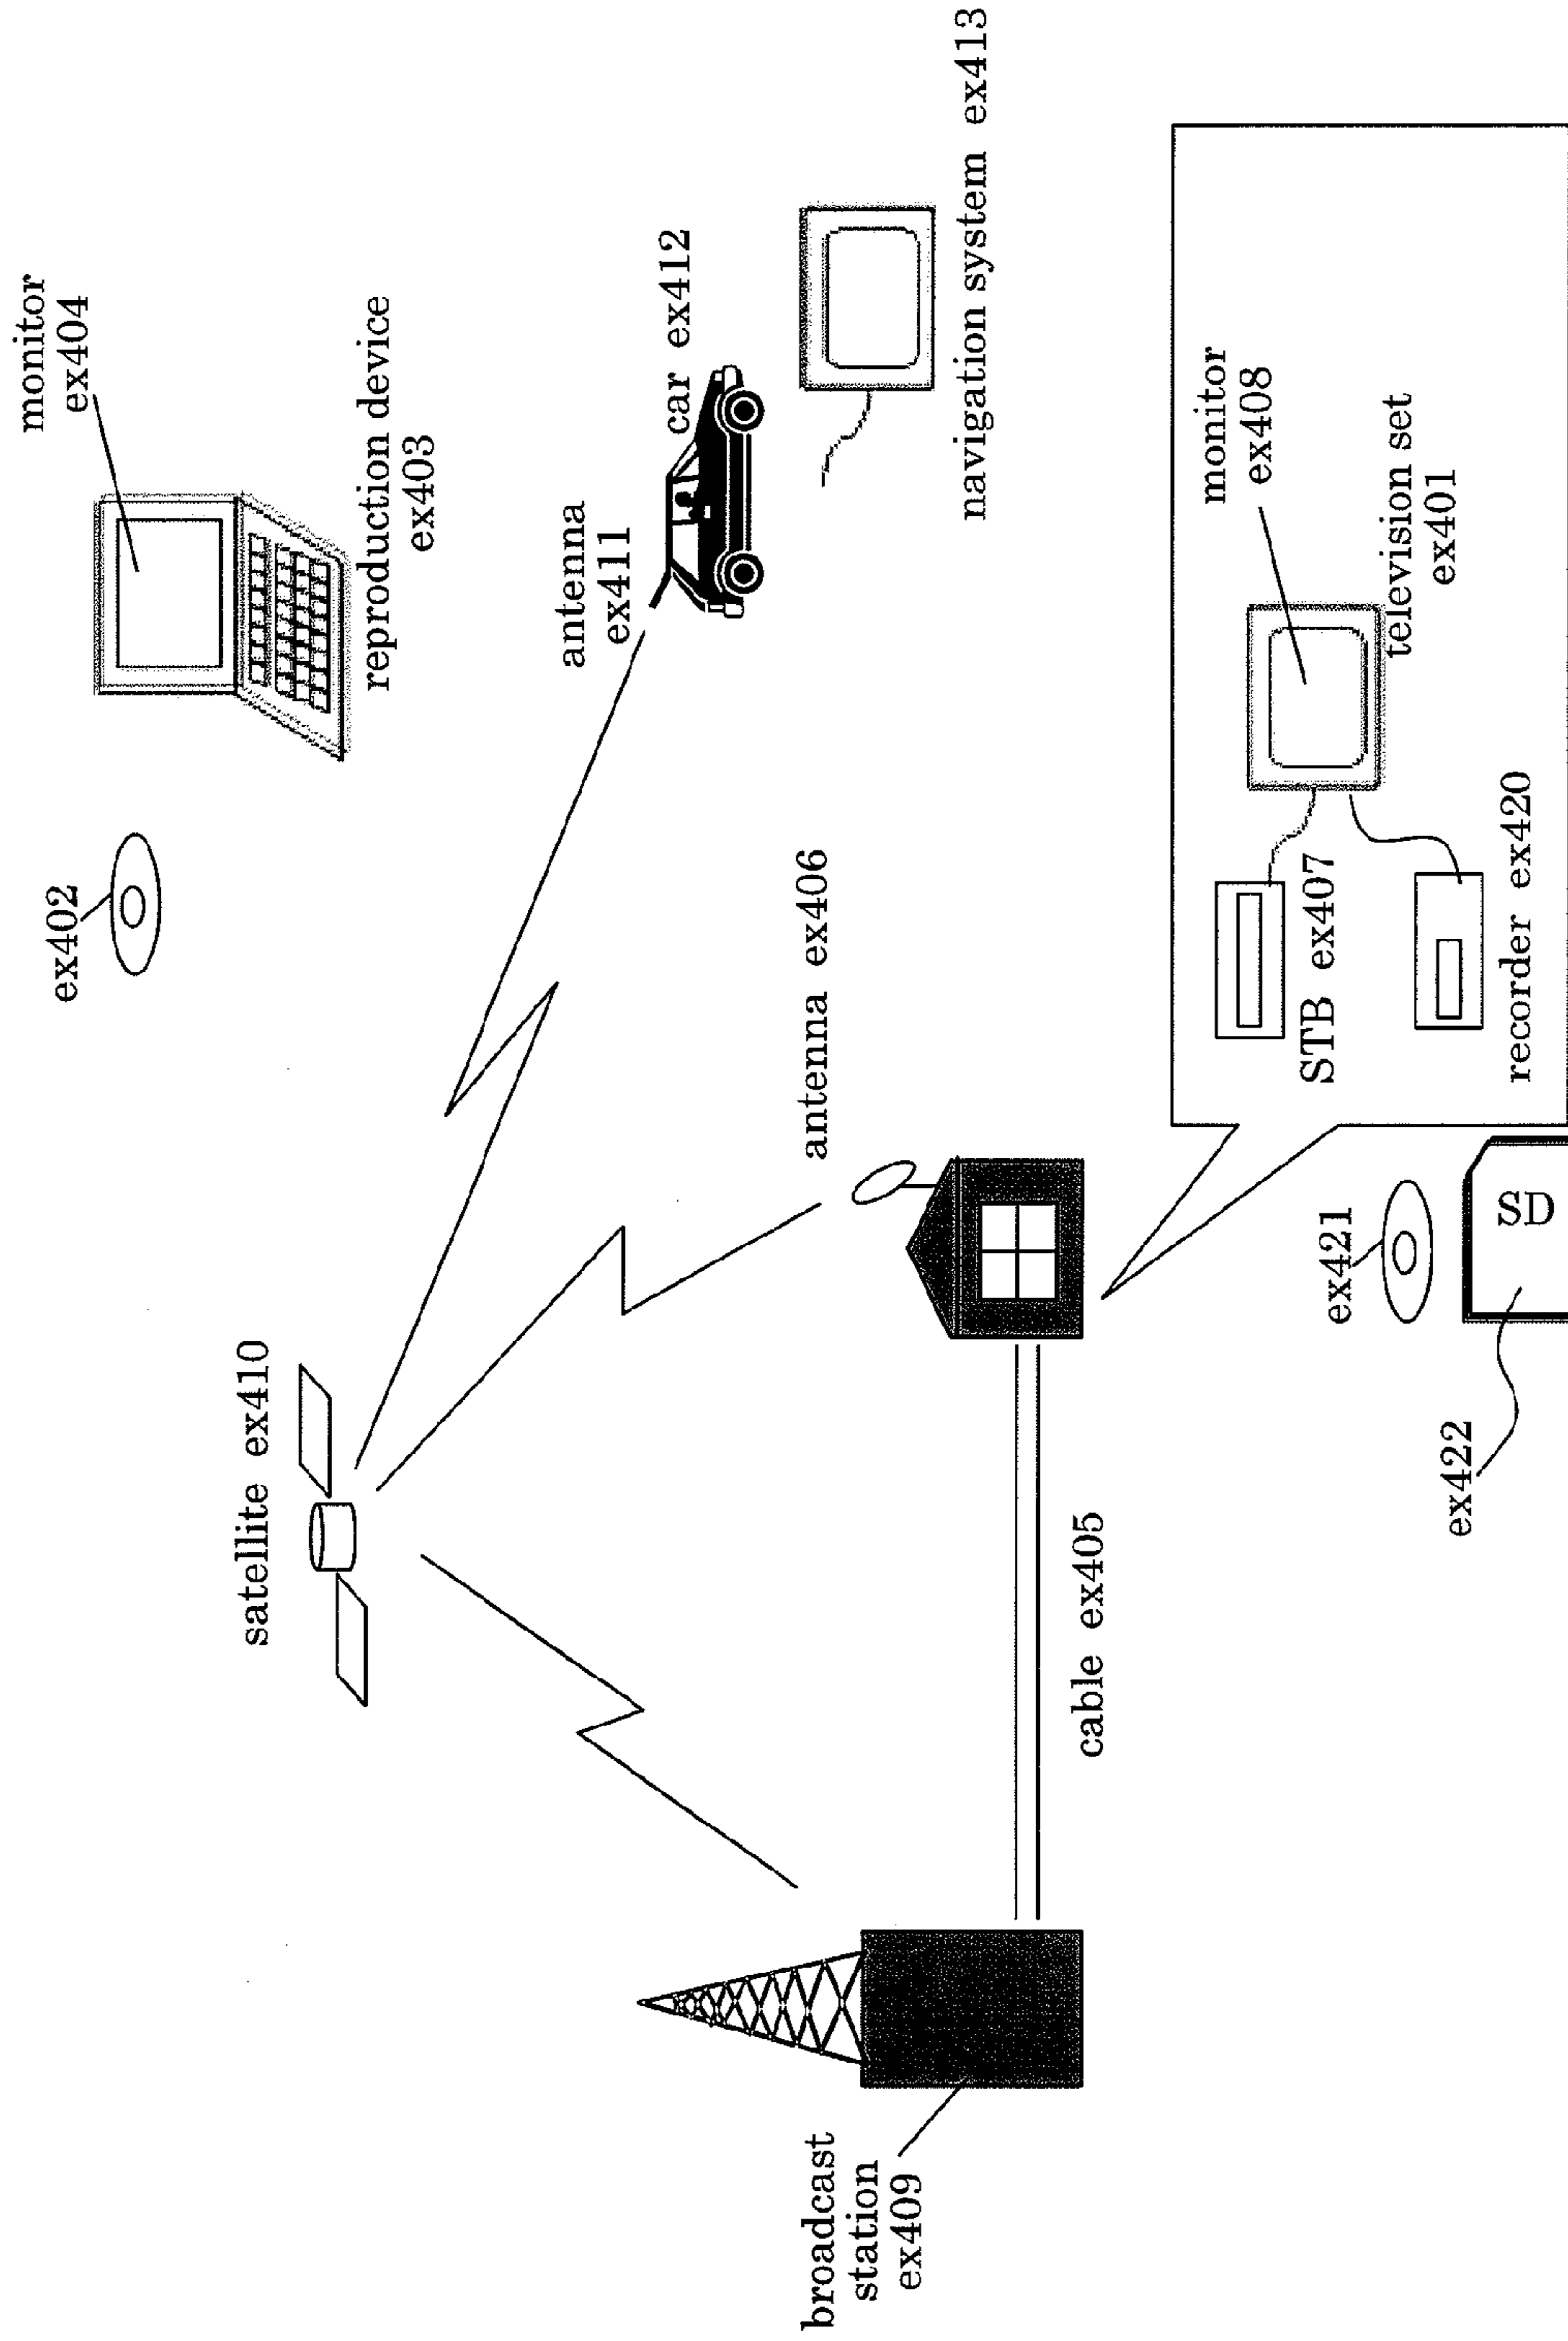 monitor
ex404
ex402
reproduction device
ex403
satellite ex410
antenna
ex411
car ex412
navigation system ex413
antenna ex406
broadcast
station
ex409
cable ex405
monitor
ex408
STB ex407
television set
ex401
ex421
SD
ex422
recorder ex420